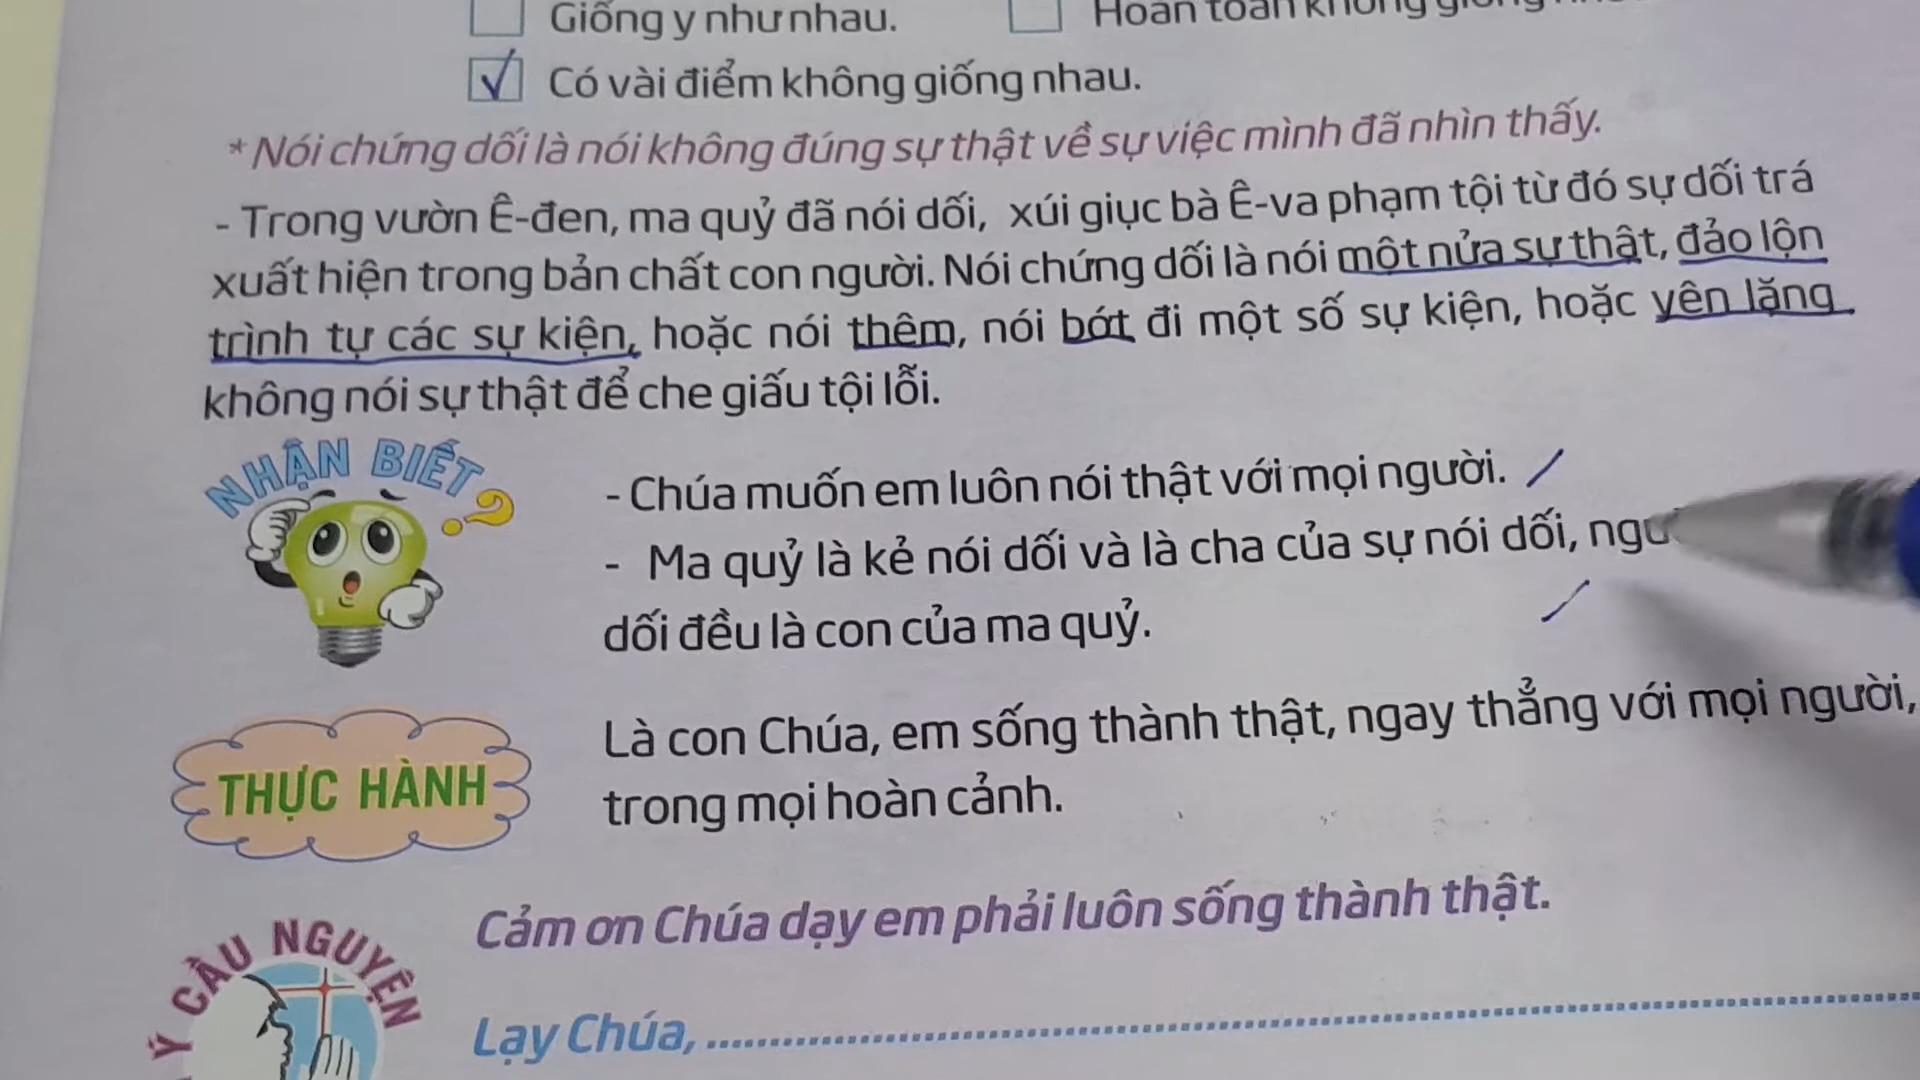 Giống y như nhau.
Hoàn toàn không giống
Có vài điểm không giống nhau.
* Nói chứng dối là nói không đúng sự thật về sự việc mình đã nhìn thấy.
- Trong vườn Ê-đen, ma quỷ đã nói dối, xúi giục bà Ê-va phạm tội từ đó sự dối trá
xuất hiện trong bản chất con người. Nói chứng dối là nói một nửa sự thật, đảo lộn
trình tự các sự kiện, hoặc nói thêm, nói bớt đi một số sự kiện, hoặc yên lặng
không nói sự thật để che giấu tội lỗi.
NHẬN BIẾT ?
- Chúa muốn em luôn nói thật với mọi người.
- Ma quỷ là kẻ nói dối và là cha của sự nói dối,
dối đều là con của ma quỷ.
THỰC HÀNH
Là con Chúa, em sống thành thật, ngay thẳng với mọi người,
trong mọi hoàn cảnh.
Ý CẦU NGUYỆN
Cảm ơn Chúa dạy em phải luôn sống thành thật.
Lạy Chúa, ........................................